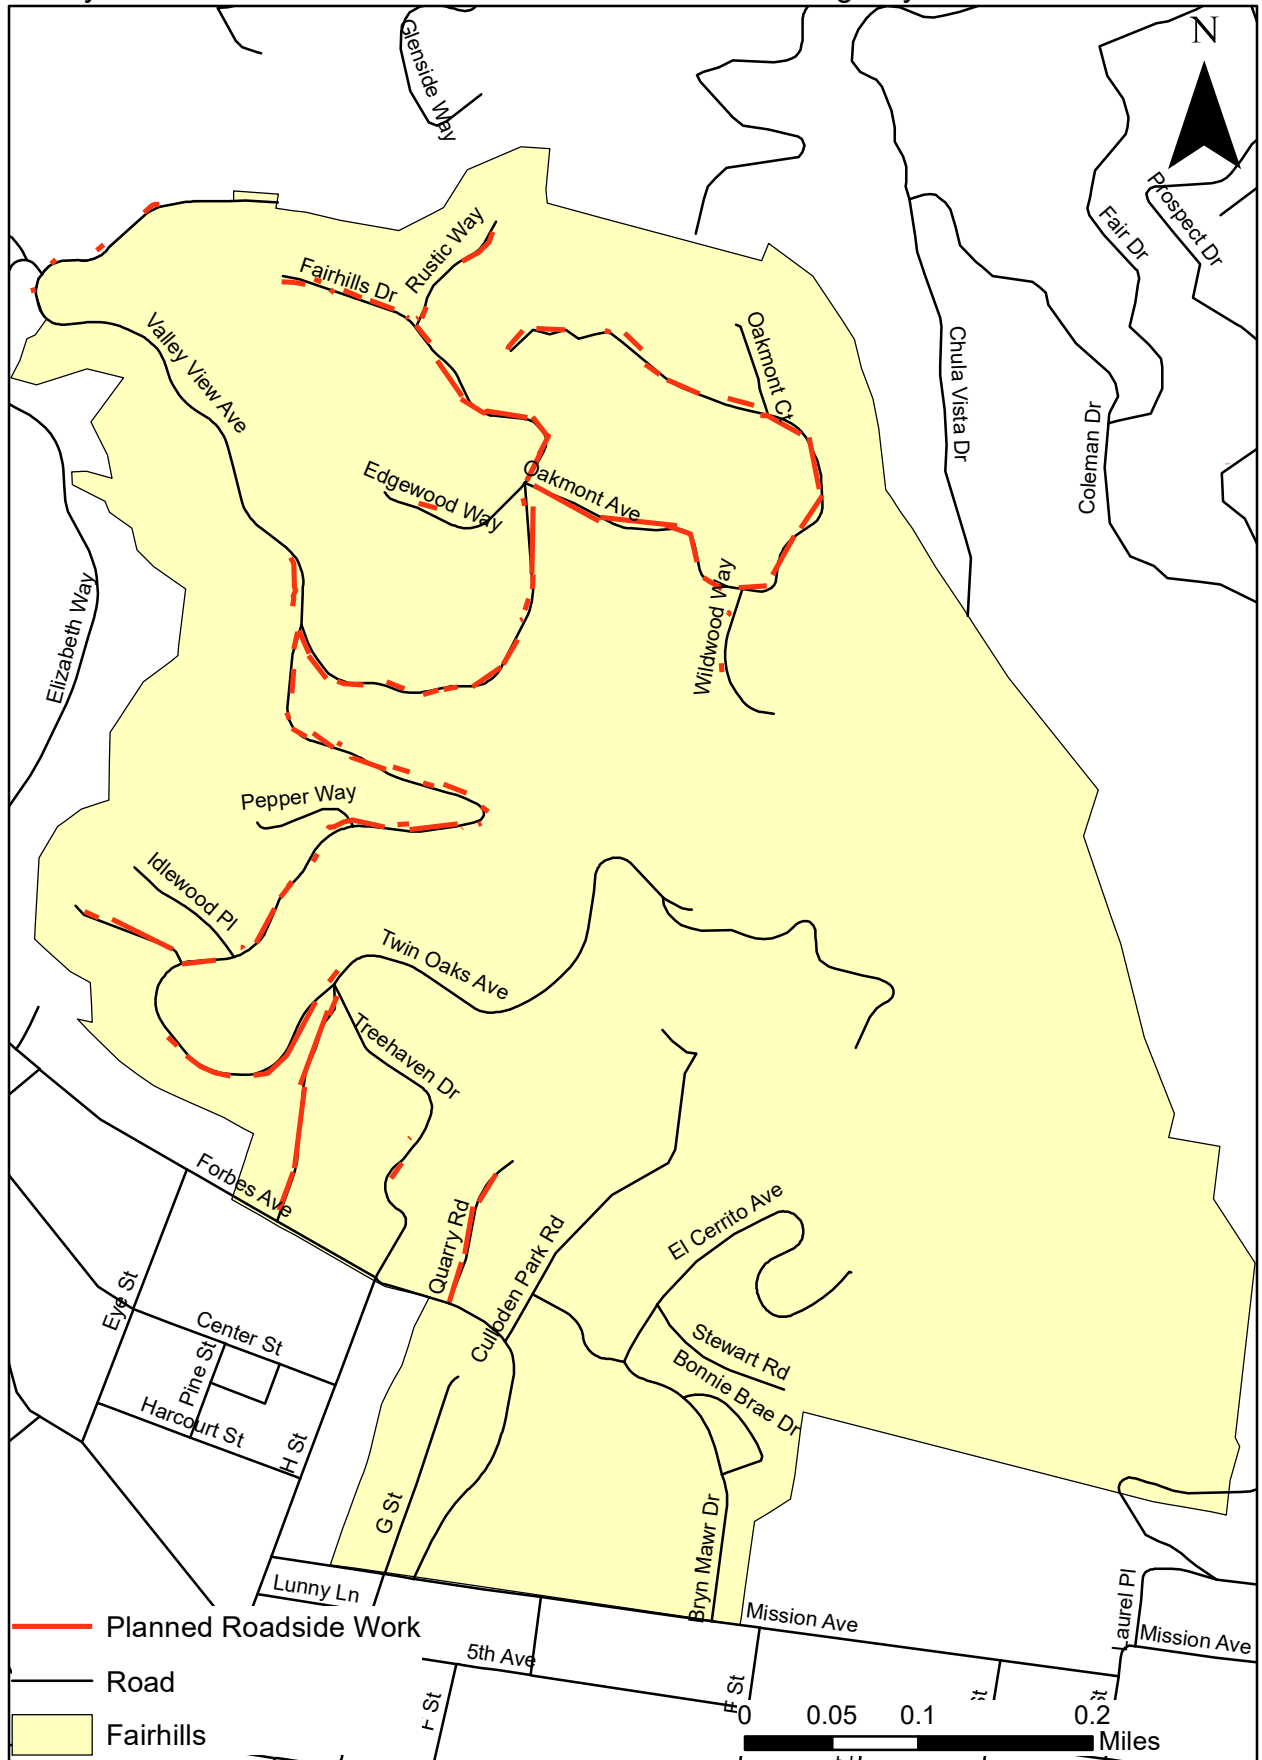 N
Glenside Way
Prospect Dr
Fair Dr
Rustic Way
Fairhills Dr
Valley View Ave
Oakmont Ct
Chula Vista Dr
Coleman Dr
Edgewood Way
Oakmont Ave
Elizabeth Way
Wildwood Way
Pepper Way
Idlewood Pl
Twin Oaks Ave
Treehaven Dr
Forbes Ave
Quarry Rd
Culloden Park Rd
El Cerrito Ave
Eye St
Center St
Pine St
Stewart Rd
Bonnie Brae Dr
Harcourt St
H St
G St
Bryn Mawr Dr
Lunny Ln
Mission Ave
Laurel Pl
Mission Ave
5th Ave
F St
E St
St
St
Planned Roadside Work
Road
Fairhills
0 0.05 0.1 0.2
Miles